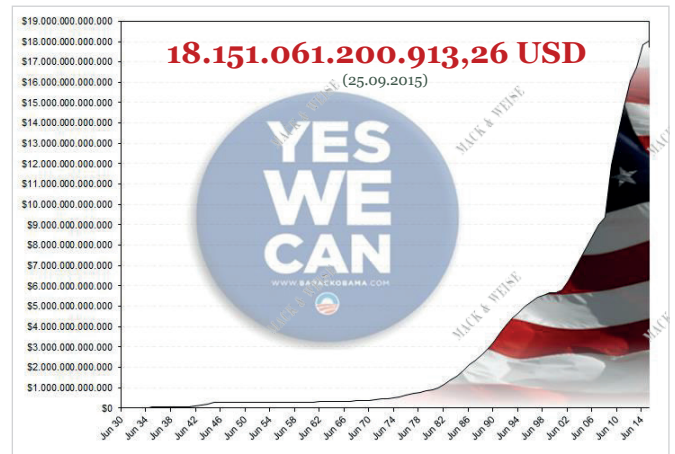 $19.000.000.000.000
$18.000.000.000.000
$17.000.000.000.000
$16.000.000.000.000
$15.000.000.000.000
$14.000.000.000.000
$13.000.000.000.000
$12.000.000.000.000
$11.000.000.000.000
$10.000.000.000.000
$9.000.000.000.000
$8.000.000.000.000
$7.000.000.000.000
$6.000.000.000.000
$5.000.000.000.000
$4.000.000.000.000
$3.000.000.000.000
$2.000.000.000.000
$1.000.000.000.000
$0
18.151.061.200.913,26 USD
(25.09.2015)
YES
WE
CAN
WWW.BARACKOBAMA.COM
MACK & WEISE
MACK & WEISE
MACK & WEISE
MACK & WEISE
MACK
MACK
Jun 30
Jun 34
Jun 38
Jun 42
Jun 46
Jun 50
Jun 54
Jun 58
Jun 62
Jun 66
Jun 70
Jun 74
Jun 78
Jun 82
Jun 86
Jun 90
Jun 94
Jun 98
Jun 02
Jun 06
Jun 10
Jun 14